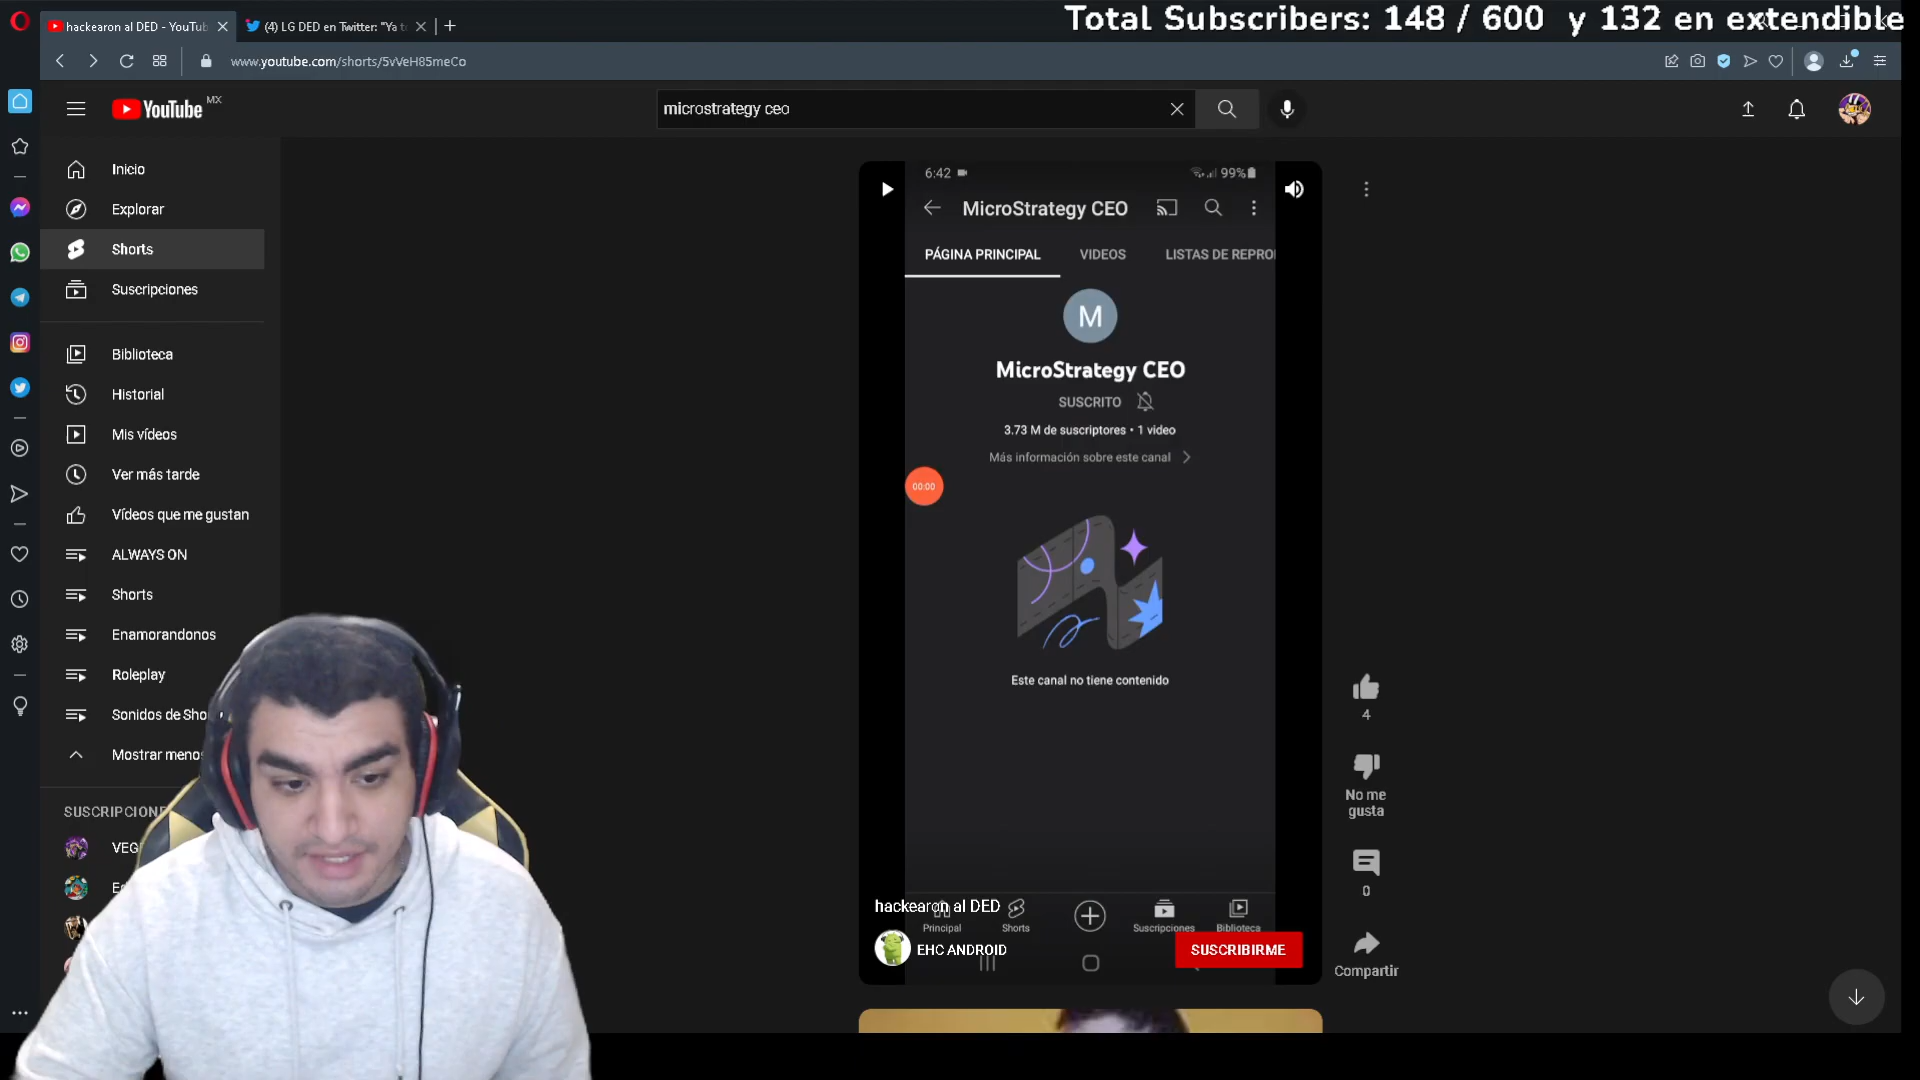 Total Subscribers: 148 / 600 y 132 en extendible
hackearon al DED - YouTub
(4) LG DED en Twitter: "Ya t
www.youtube.com/shorts/5vVeH85meCo
YouTube MX
microstrategy ceo
Inicio
Explorar
Shorts
Suscripciones
Biblioteca
Historial
Mis vídeos
Ver más tarde
Vídeos que me gustan
ALWAYS ON
Shorts
Enamorandonos
Roleplay
Sonidos de Sho
Mostrar menos
SUSCRIPCIONE
VEG
6:42
99%
MicroStrategy CEO
PÁGINA PRINCIPAL
VIDEOS
LISTAS DE REPRO
M
MicroStrategy CEO
SUSCRITO
3.73 M de suscriptores • 1 video
Más información sobre este canal
00:00
Este canal no tiene contenido
hackearon al DED
Principal
Shorts
Suscripciones
Biblioteca
EHC ANDROID
SUSCRIBIRME
4
No me
gusta
0
Compartir